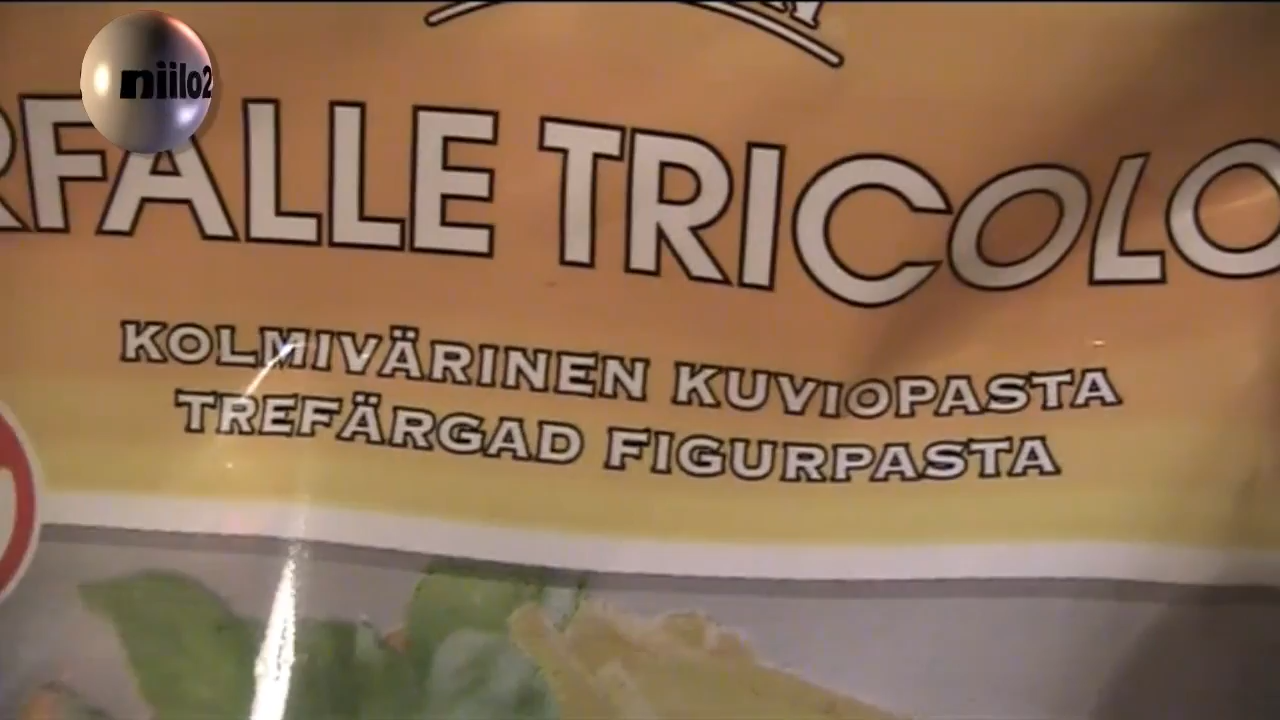 niilo2
RFALLE TRICOLO
KOLMIVÄRINEN KUVIOPASTA
TREFÄRGAD FIGURPASTA